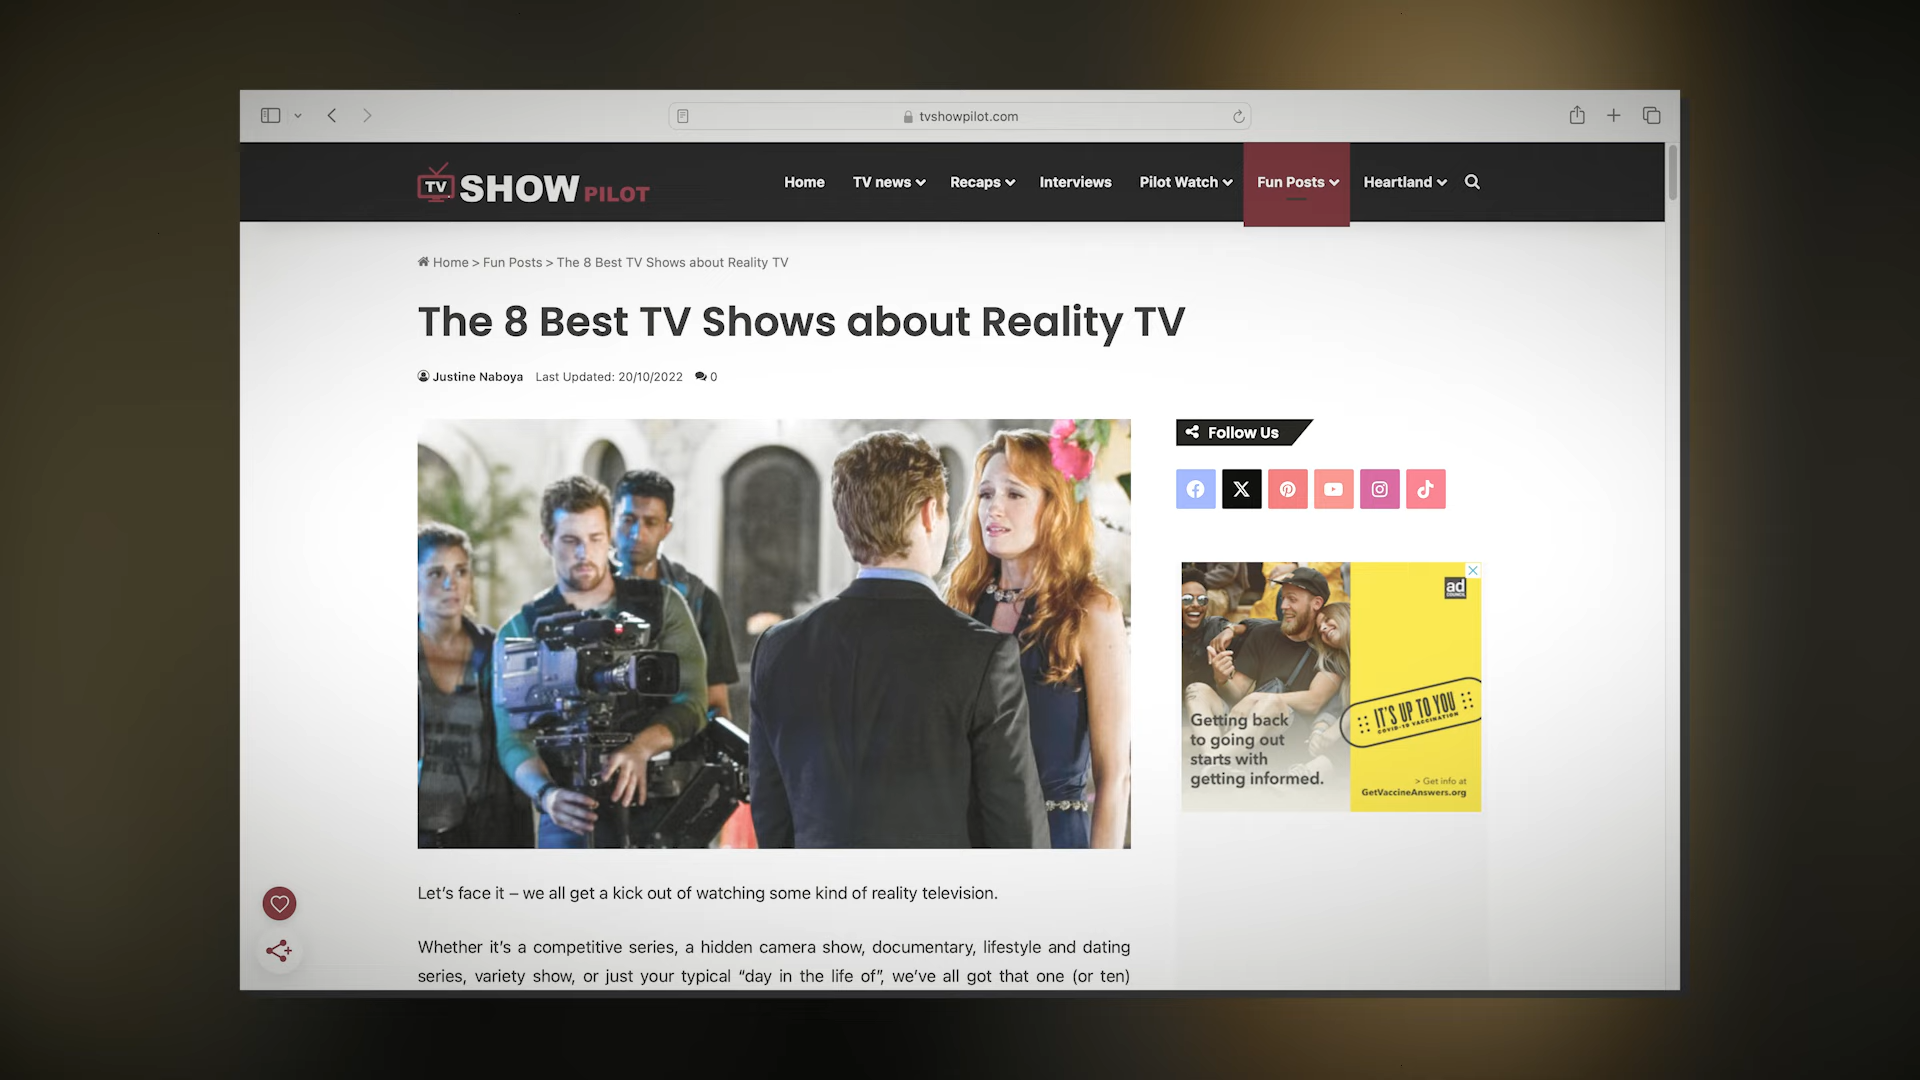 tvshowpilot.com
TV SHOW PILOT
Home TV news Recaps Interviews Pilot Watch Fun Posts Heartland
Home > Fun Posts > The 8 Best TV Shows about Reality TV
The 8 Best TV Shows about Reality TV
Justine Naboya Last Updated: 20/10/2022 0
Follow Us
ad
COUNCIL
Getting back
to going out
starts with
getting informed.
IT'S UP TO YOU
COVID-19 VACCINATION
> Get info at
GetVaccineAnswers.org
Let's face it – we all get a kick out of watching some kind of reality television.
Whether it's a competitive series, a hidden camera show, documentary, lifestyle and dating
series, variety show, or just your typical “day in the life of”, we've all got that one (or ten)